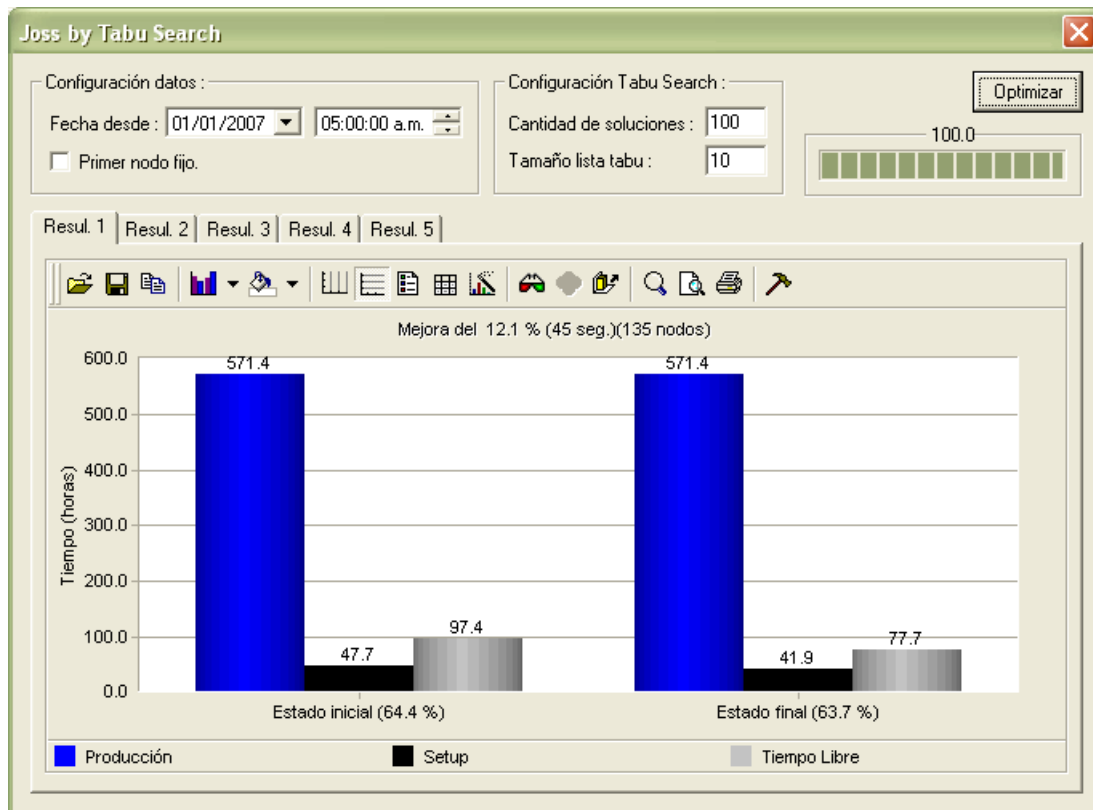 Joss by Tabu Search
Configuración datos :
Fecha desde : 01/01/2007 05:00:00 a.m.
Primer nodo fijo.
Configuración Tabu Search :
Cantidad de soluciones : 100
Tamaño lista tabu : 10
Optimizar
100.0
Resul. 1 Resul. 2 Resul. 3 Resul. 4 Resul. 5
Mejora del 12.1 % (45 seg.)(135 nodos)
Tiempo (horas)
600.0
500.0
400.0
300.0
200.0
100.0
0.0
571.4
47.7
97.4
571.4
41.9
77.7
Estado inicial (64.4 %) Estado final (63.7 %)
Producción Setup Tiempo Libre